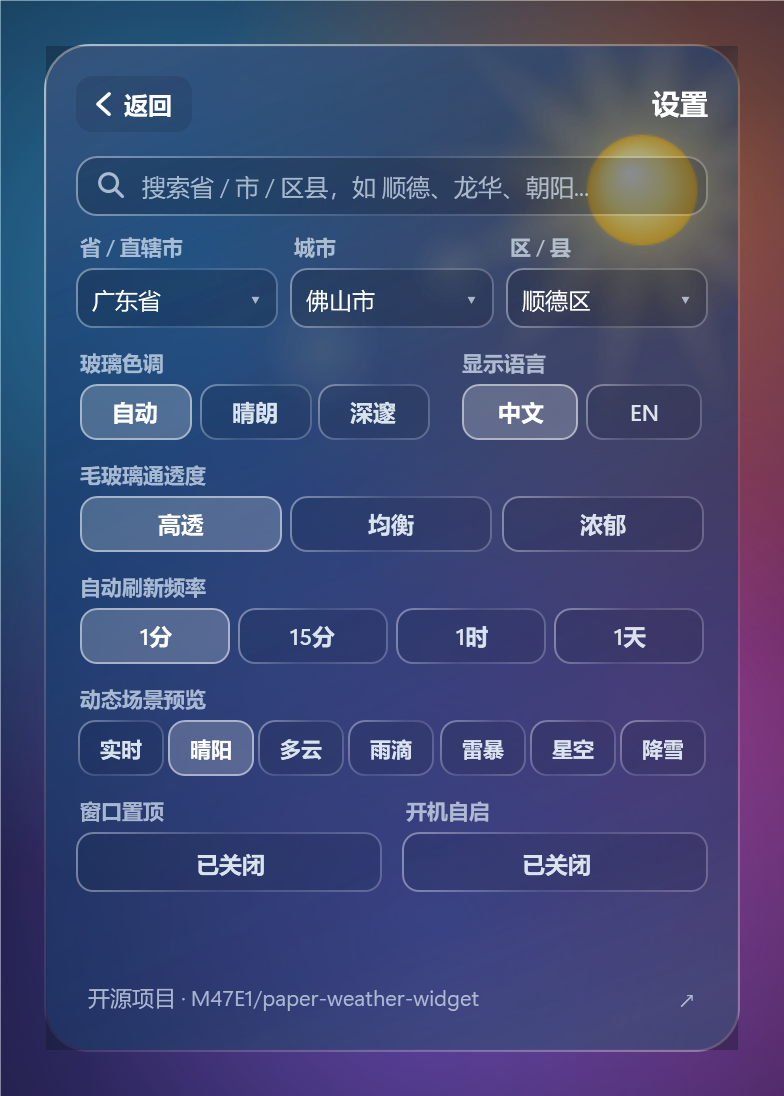 返回
设置
搜索省 / 市 / 区县，如 顺德、龙华、朝阳...
省 / 直辖市 城市 区 / 县
广东省 佛山市 顺德区
玻璃色调 显示语言
自动 晴朗 深邃 中文 EN
毛玻璃通透度
高透 均衡 浓郁
自动刷新频率
1分 15分 1时 1天
动态场景预览
实时 晴阳 多云 雨滴 雷暴 星空 降雪
窗口置顶 开机自启
已关闭 已关闭
开源项目 · M47E1/paper-weather-widget ↗